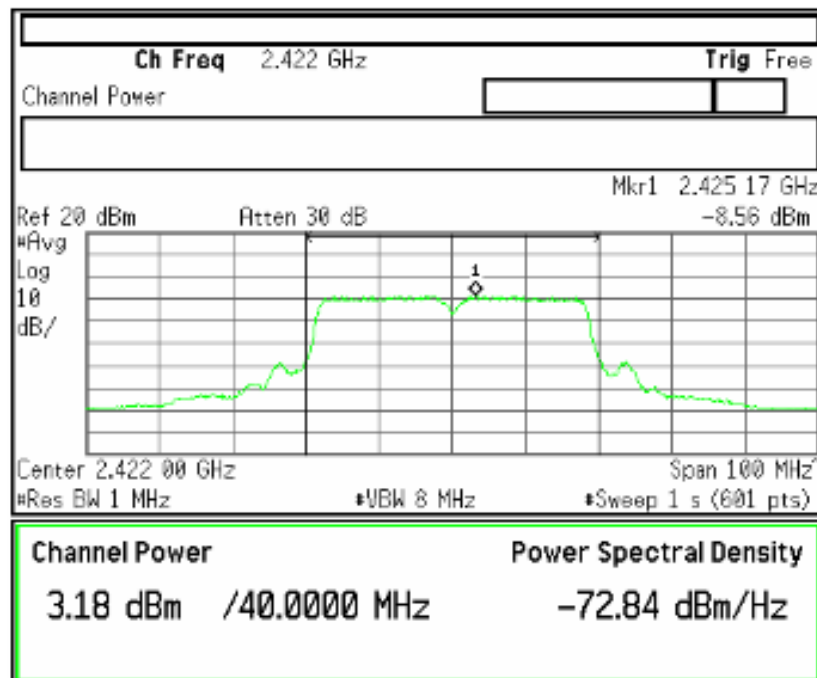 Ch Freq 2.422 GHz Trig Free
Channel Power
Mkr1 2.425 17 GHz
Ref 20 dBm Atten 30 dB -8.56 dBm
#Avg
Log
10
dB/
1
Center 2.422 00 GHz Span 100 MHz
#Res BW 1 MHz #VBW 8 MHz #Sweep 1 s (601 pts)
Channel Power Power Spectral Density
3.18 dBm /40.0000 MHz -72.84 dBm/Hz